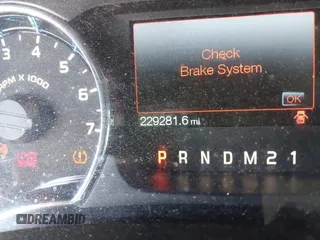 Check
Brake System
OK
3
4
5
6
7
RPM X 1000
229281.6 mi
P R N D M 2 1
DREAMBID